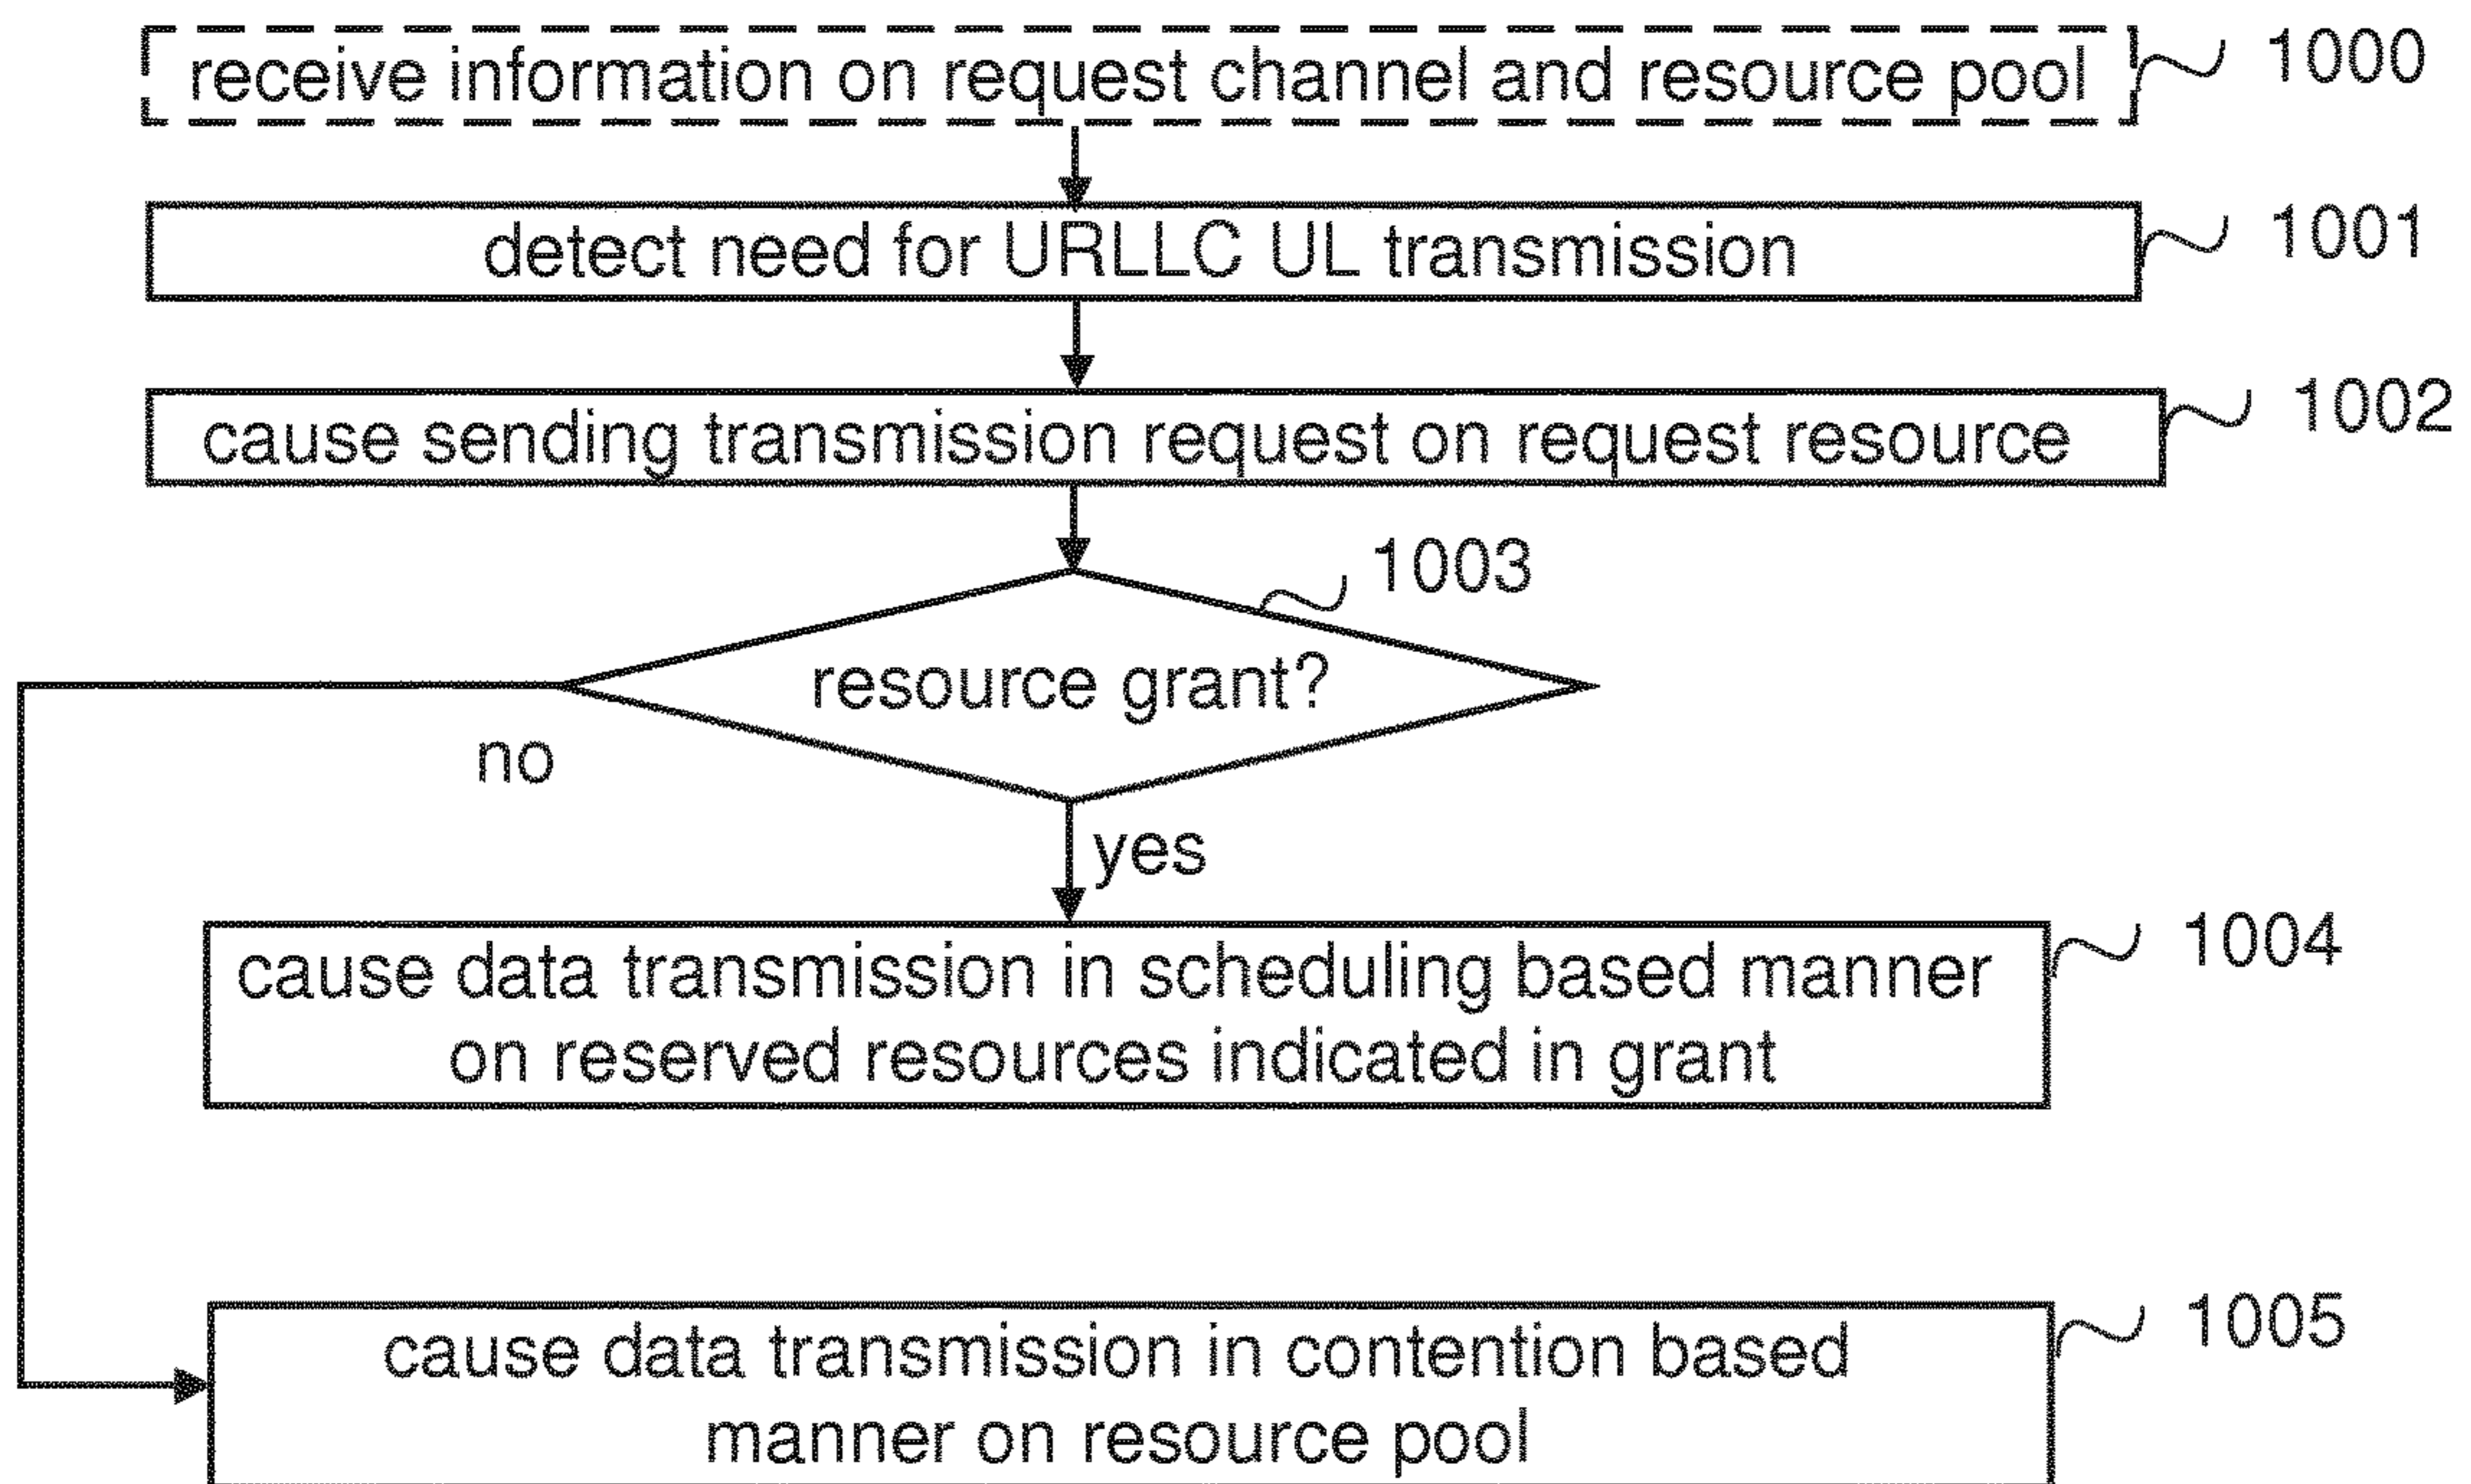 receive information on request channel and resource pool 1000
detect need for URLLC UL transmission 1001
cause sending transmission request on request resource 1002
1003
resource grant?
no
yes
cause data transmission in scheduling based manner 1004
on reserved resources indicated in grant
cause data transmission in contention based 1005
manner on resource pool